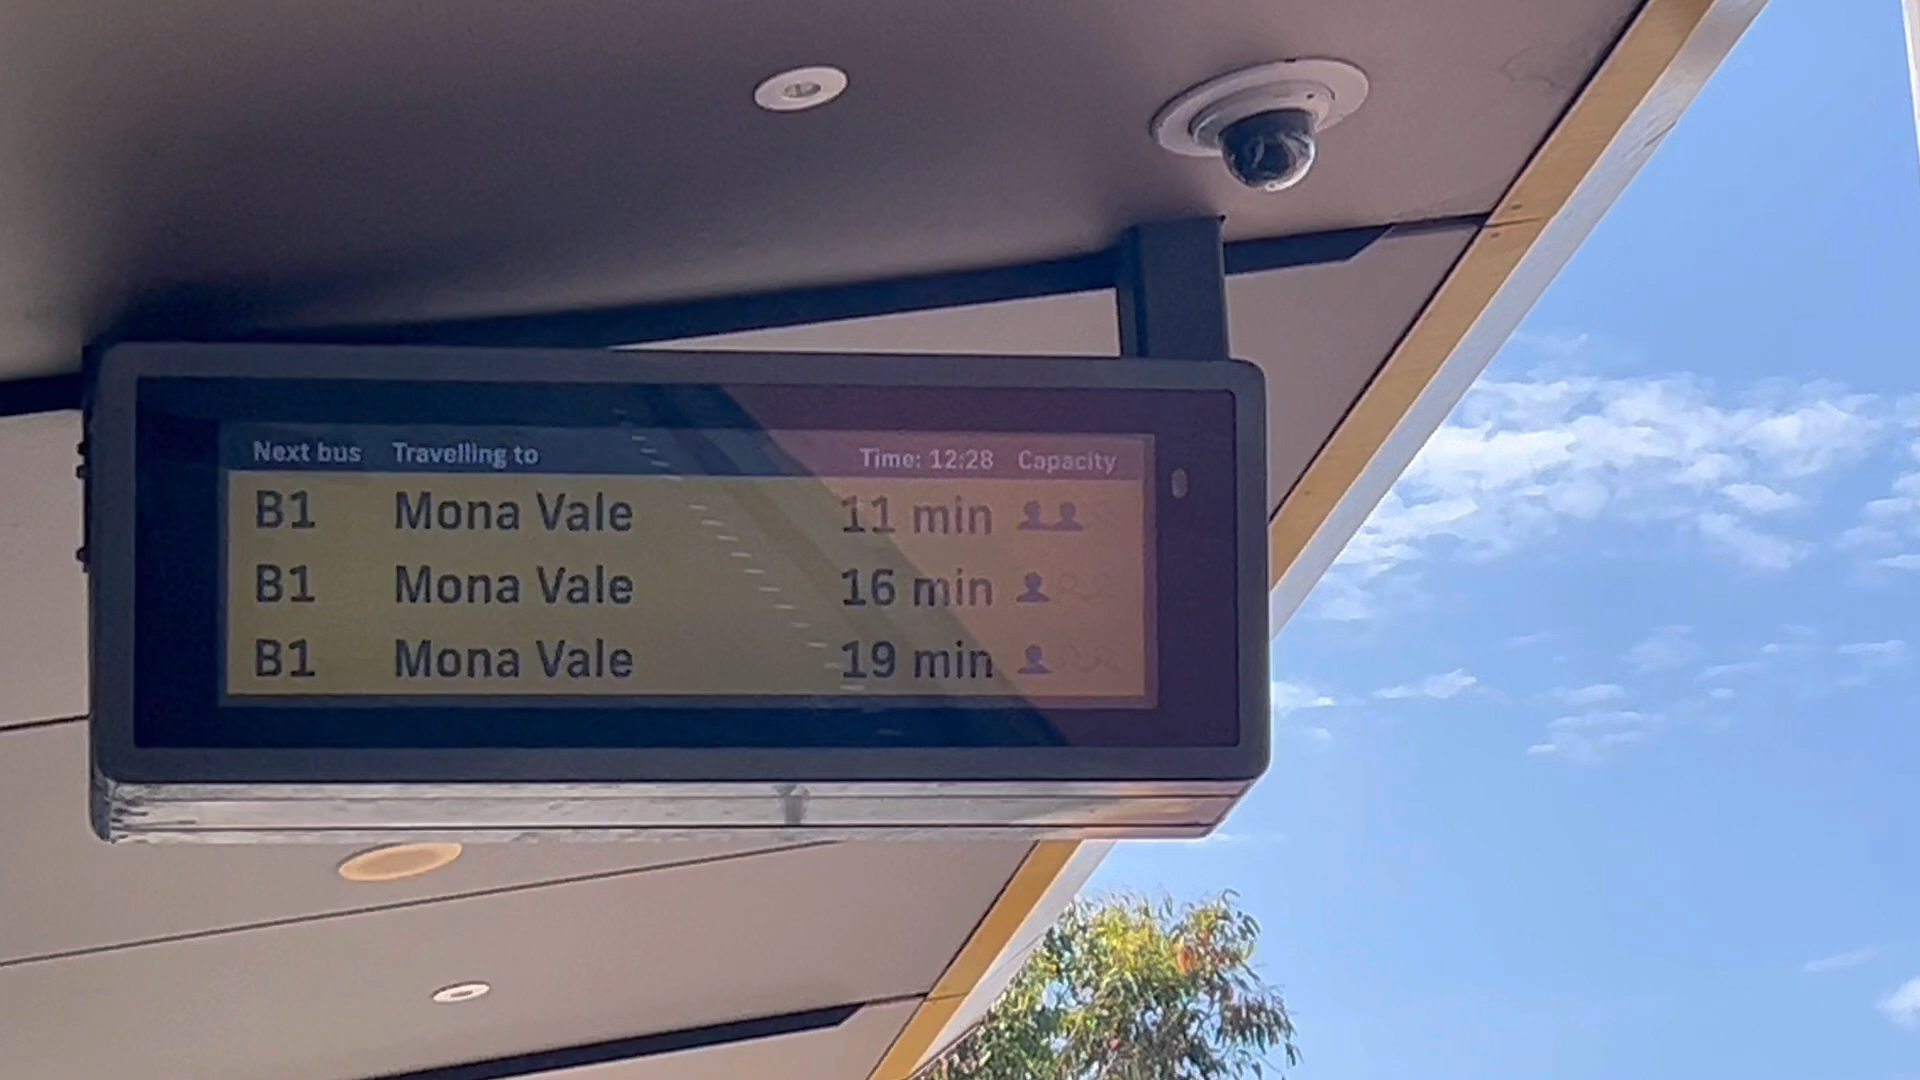 Next bus Travelling to Time: 12:28 Capacity
B1 Mona Vale 11 min
B1 Mona Vale 16 min
B1 Mona Vale 19 min